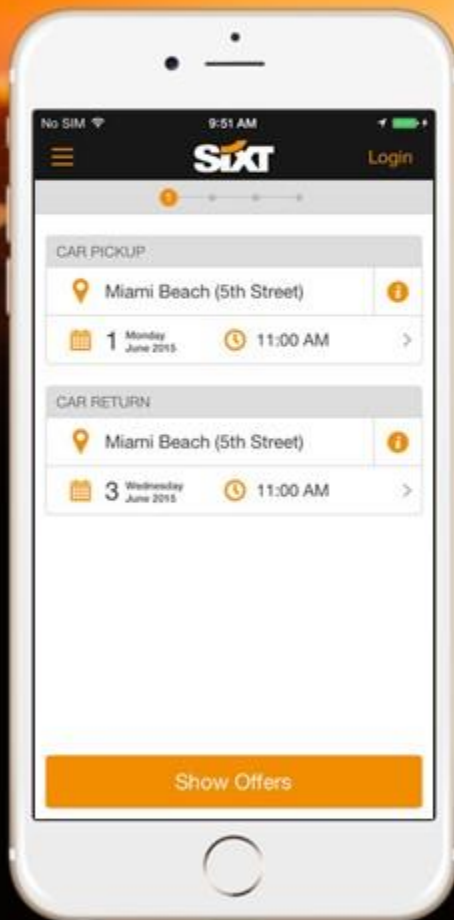 No SIM 9:51 AM
SIXT Login
1
CAR PICKUP
Miami Beach (5th Street)
1 Monday June 2015 11:00 AM
CAR RETURN
Miami Beach (5th Street)
3 Wednesday June 2015 11:00 AM
Show Offers